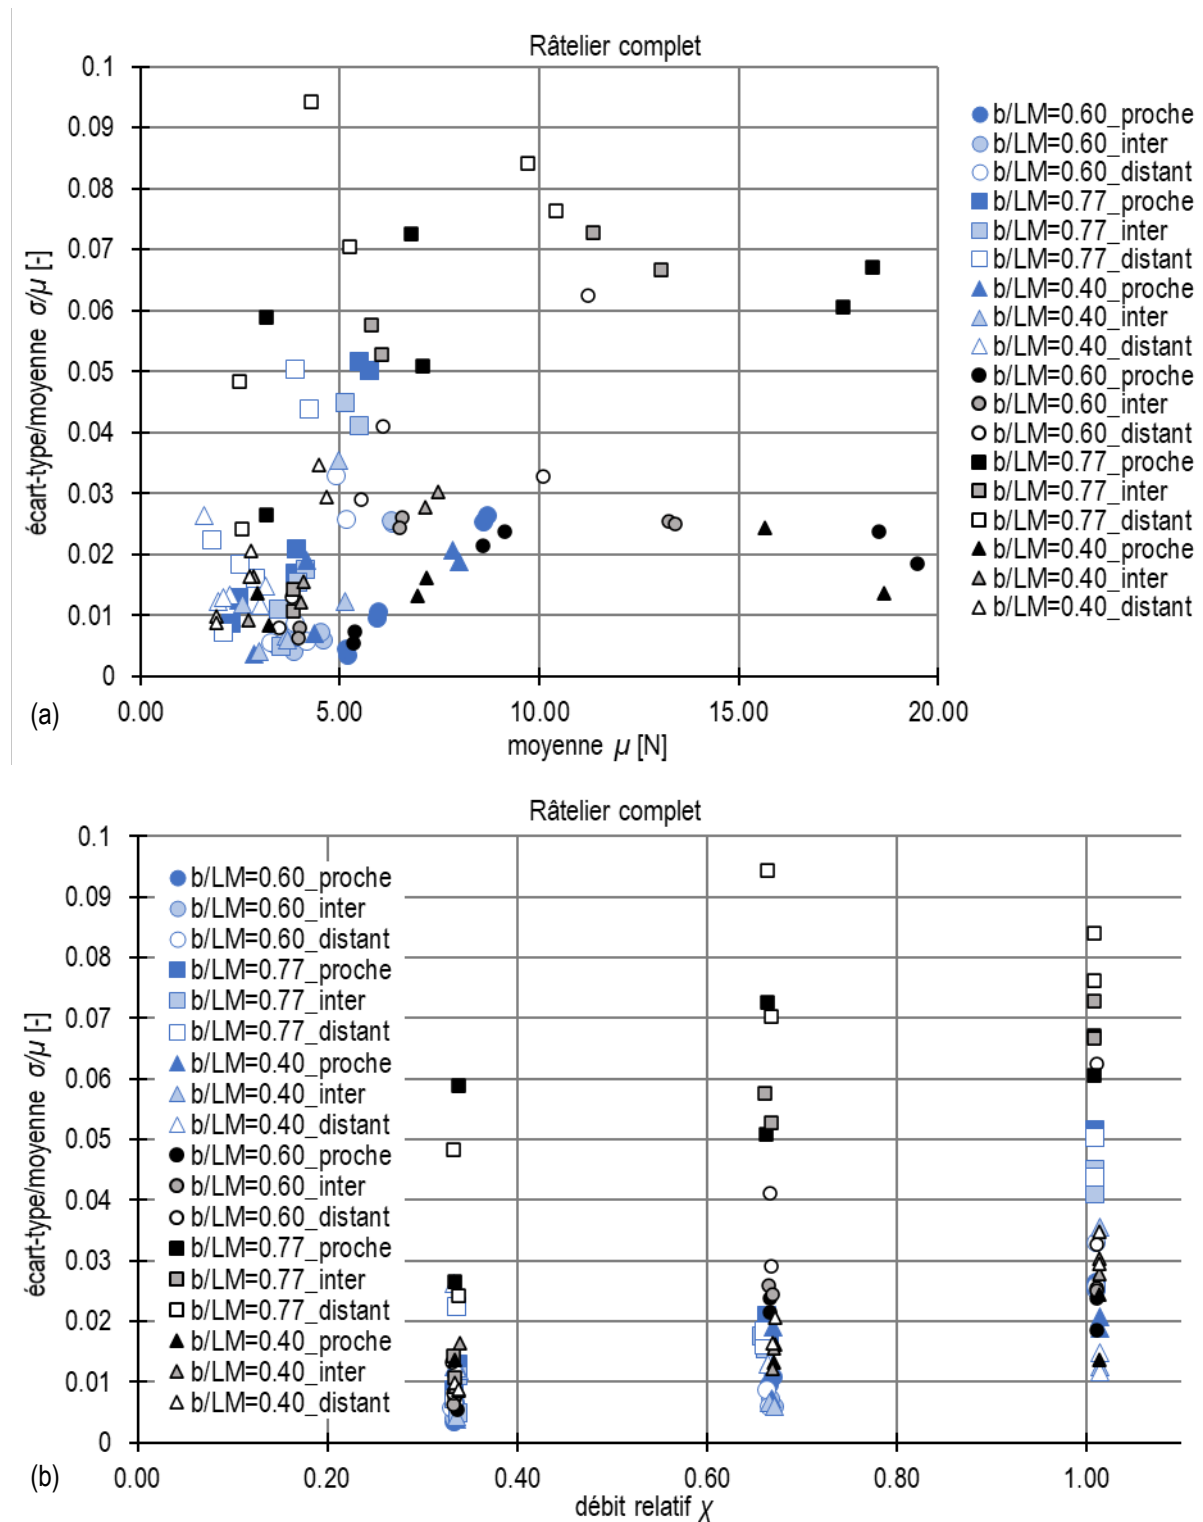 Râtelier complet
0.1
0.09
0.08
0.07
0.06
0.05
0.04
0.03
0.02
0.01
0
écart-type/moyenne σ/μ [-]
0.00 5.00 10.00 15.00 20.00
moyenne μ [N]
(a)
b/LM=0.60_proche
b/LM=0.60_inter
b/LM=0.60_distant
b/LM=0.77_proche
b/LM=0.77_inter
b/LM=0.77_distant
b/LM=0.40_proche
b/LM=0.40_inter
b/LM=0.40_distant
b/LM=0.60_proche
b/LM=0.60_inter
b/LM=0.60_distant
b/LM=0.77_proche
b/LM=0.77_inter
b/LM=0.77_distant
b/LM=0.40_proche
b/LM=0.40_inter
b/LM=0.40_distant
Râtelier complet
0.1
0.09
0.08
0.07
0.06
0.05
0.04
0.03
0.02
0.01
0
écart-type/moyenne σ/μ [-]
b/LM=0.60_proche
b/LM=0.60_inter
b/LM=0.60_distant
b/LM=0.77_proche
b/LM=0.77_inter
b/LM=0.77_distant
b/LM=0.40_proche
b/LM=0.40_inter
b/LM=0.40_distant
b/LM=0.60_proche
b/LM=0.60_inter
b/LM=0.60_distant
b/LM=0.77_proche
b/LM=0.77_inter
b/LM=0.77_distant
b/LM=0.40_proche
b/LM=0.40_inter
b/LM=0.40_distant
0.00 0.20 0.40 0.60 0.80 1.00
débit relatif χ
(b)